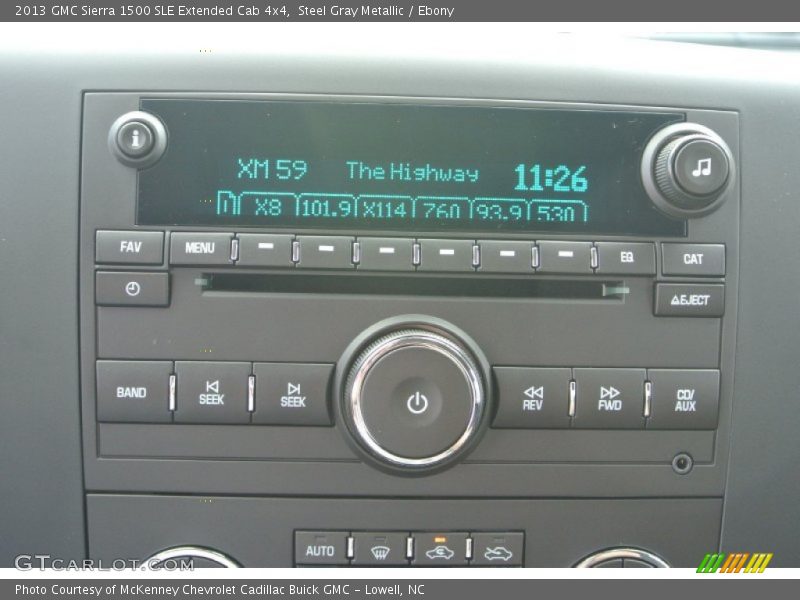 2013 GMC Sierra 1500 SLE Extended Cab 4x4, Steel Gray Metallic / Ebony
i
XM 59 The Highway 11:26
X8 101.9 X114 760 93.9 530
FAV MENU EQ CAT
EJECT
BAND SEEK SEEK REV FWD CD/
AUX
AUTO
GTCARLOT.COM
Photo Courtesy of McKenney Chevrolet Cadillac Buick GMC - Lowell, NC